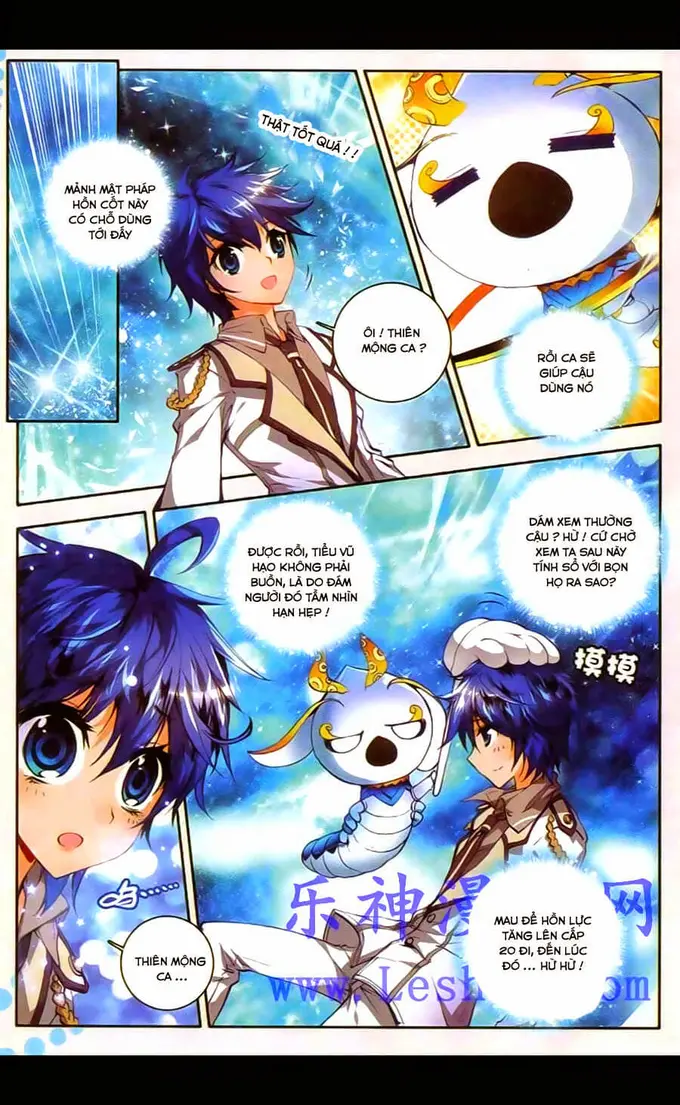 MẢNH MẬT PHÁP
HỒN CỐT NÀY
CÓ CHỖ DÙNG
TỚI ĐẤY
THẬT TỐT QUÁ ! !
ÔI ! THIÊN
MỘNG CA ?
RỒI CA SẼ
GIÚP CẬU
DÙNG NÓ
ĐƯỢC RỒI, TIỂU VŨ
HẠO KHÔNG PHẢI
BUỒN, LÀ DO ĐÁM
NGƯỜI ĐÓ TẦM NHÌN
HẠN HẸP !
DÁM XEM THƯỜNG
CẬU ? HỪ ! CỨ CHỜ
XEM TA SAU NÀY
TÍNH SỔ VỚI BỌN
HỌ RA SAO?
摸摸
THIÊN MỘNG
CA ...
MAU ĐỂ HỒN LỰC
TĂNG LÊN CẤP
20 ĐI, ĐẾN LÚC
ĐÓ ... HỪ HỪ !
乐神漫
网
www.Lesh
om